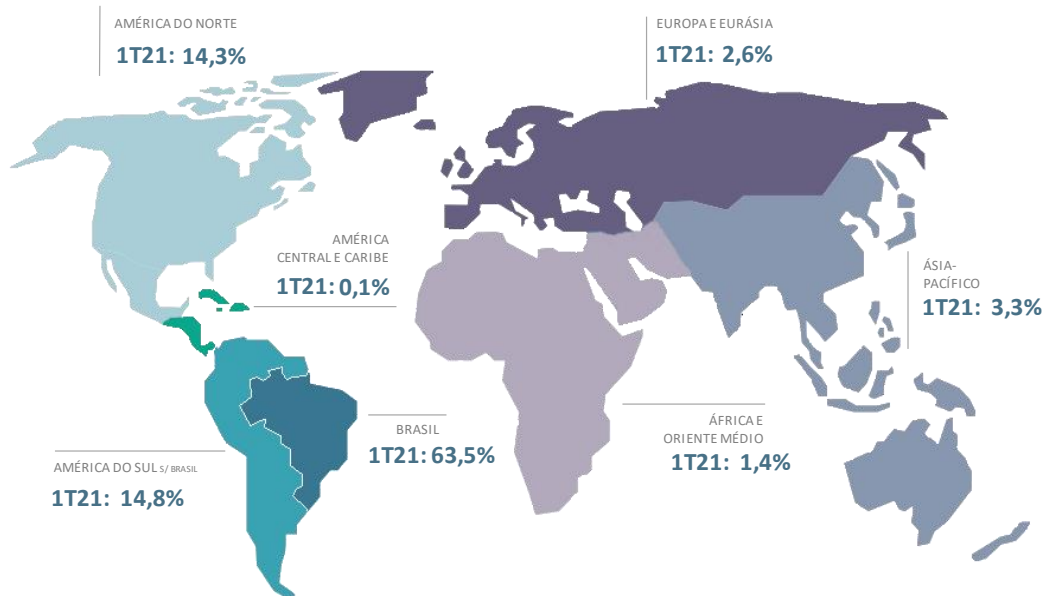 AMÉRICA DO NORTE
1T21: 14,3%
EUROPA E EURÁSIA
1T21: 2,6%
AMÉRICA
CENTRAL E CARIBE
1T21: 0,1%
ÁSIA-
PACÍFICO
1T21: 3,3%
BRASIL
1T21: 63,5%
ÁFRICA E
ORIENTE MÉDIO
1T21: 1,4%
AMÉRICA DO SUL S/ BRASIL
1T21: 14,8%